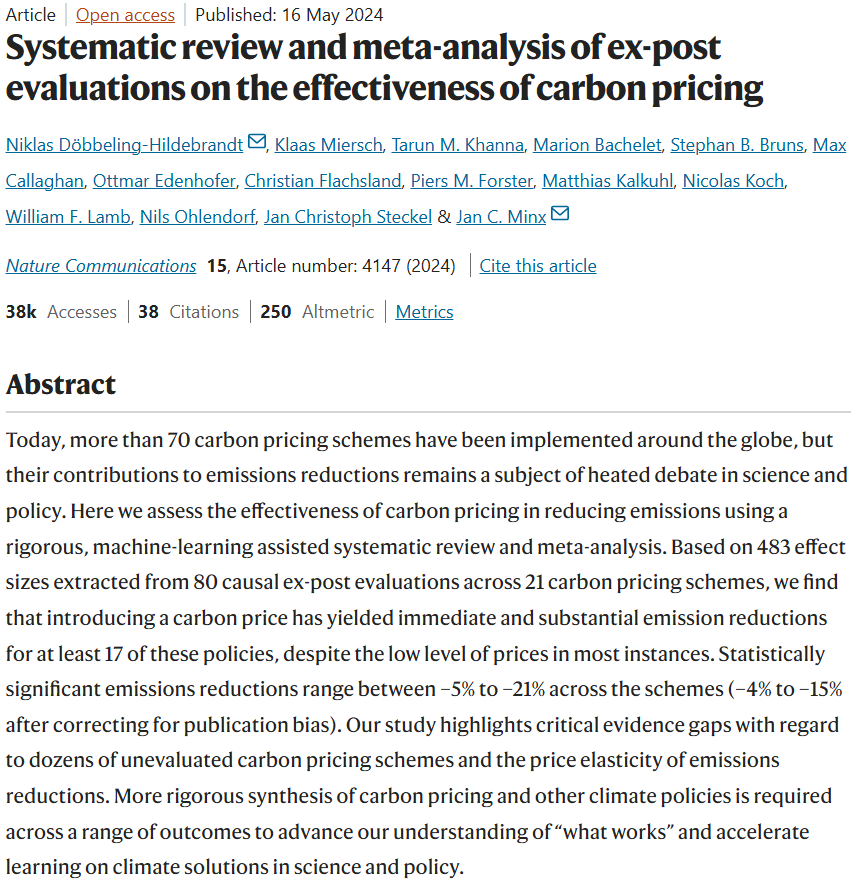 Article | Open access | Published: 16 May 2024
Systematic review and meta-analysis of ex-post
evaluations on the effectiveness of carbon pricing
Niklas Döbbeling-Hildebrandt, Klaas Miersch, Tarun M. Khanna, Marion Bachelet, Stephan B. Bruns, Max
Callaghan, Ottmar Edenhofer, Christian Flachsland, Piers M. Forster, Matthias Kalkuhl, Nicolas Koch,
William F. Lamb, Nils Ohlendorf, Jan Christoph Steckel & Jan C. Minx
Nature Communications 15, Article number: 4147 (2024) | Cite this article
38k Accesses | 38 Citations | 250 Altmetric | Metrics
Abstract
Today, more than 70 carbon pricing schemes have been implemented around the globe, but
their contributions to emissions reductions remains a subject of heated debate in science and
policy. Here we assess the effectiveness of carbon pricing in reducing emissions using a
rigorous, machine-learning assisted systematic review and meta-analysis. Based on 483 effect
sizes extracted from 80 causal ex-post evaluations across 21 carbon pricing schemes, we find
that introducing a carbon price has yielded immediate and substantial emission reductions
for at least 17 of these policies, despite the low level of prices in most instances. Statistically
significant emissions reductions range between –5% to –21% across the schemes (–4% to –15%
after correcting for publication bias). Our study highlights critical evidence gaps with regard
to dozens of unevaluated carbon pricing schemes and the price elasticity of emissions
reductions. More rigorous synthesis of carbon pricing and other climate policies is required
across a range of outcomes to advance our understanding of “what works” and accelerate
learning on climate solutions in science and policy.